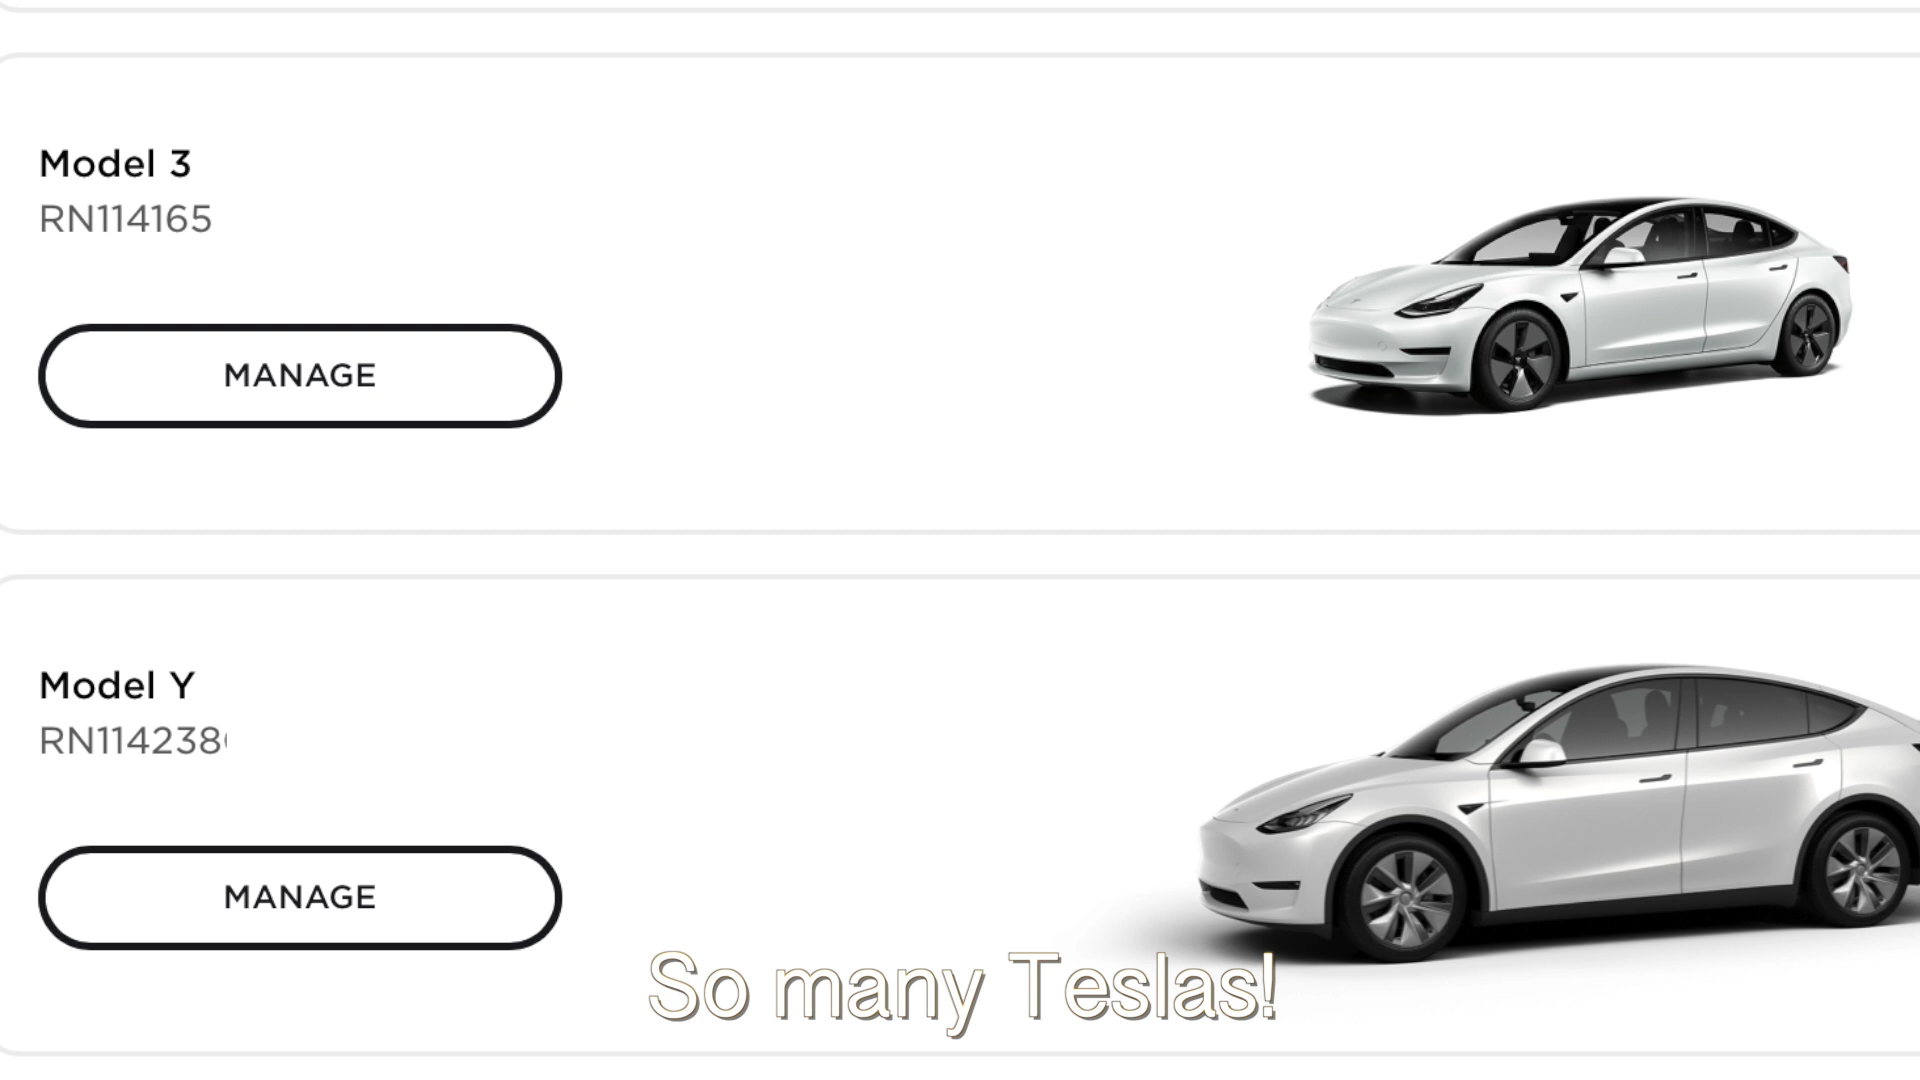 Model 3
RN114165
MANAGE
Model Y
RN114238
MANAGE
So many Teslas!